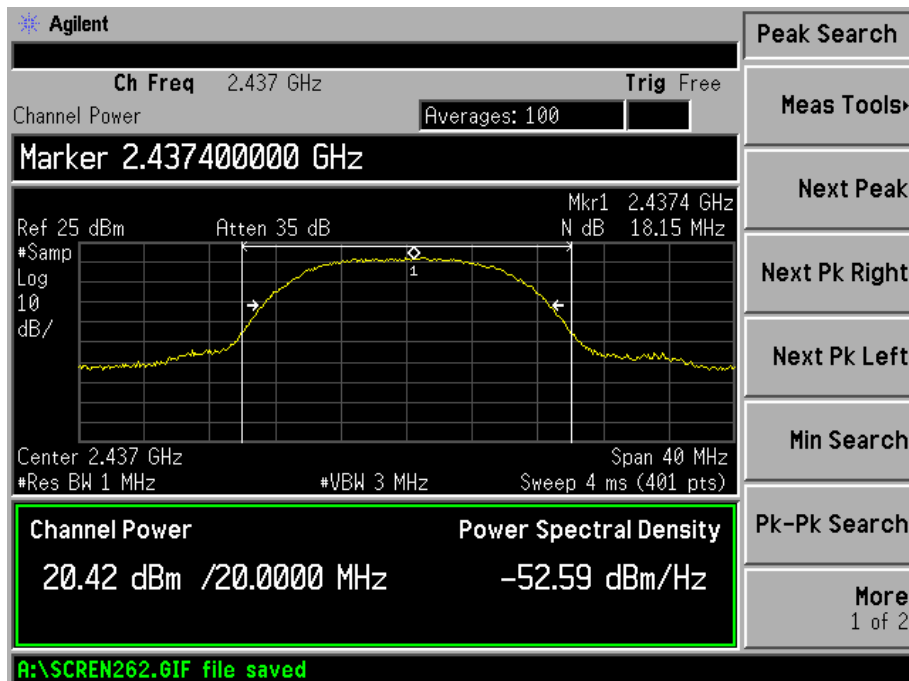 Agilent
Peak Search
Ch Freq 2.437 GHz Trig Free
Channel Power Averages: 100
Meas Tools
Marker 2.437400000 GHz
Mkr1 2.4374 GHz
Ref 25 dBm Atten 35 dB N dB 18.15 MHz
Next Peak
#Samp
Log
10
dB/
1
Next Pk Right
Next Pk Left
Center 2.437 GHz Span 40 MHz
#Res BW 1 MHz #VBW 3 MHz Sweep 4 ms (401 pts)
Min Search
Channel Power Power Spectral Density
20.42 dBm /20.0000 MHz -52.59 dBm/Hz
Pk-Pk Search
More
1 of 2
A:\SCREN262.GIF file saved